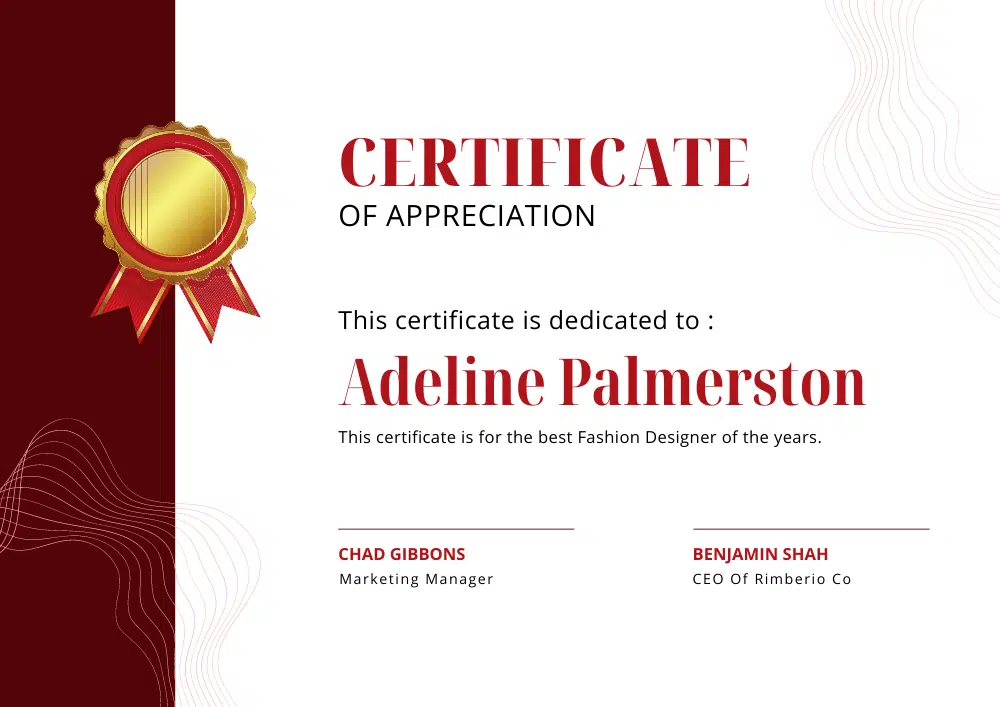 CERTIFICATE
OF APPRECIATION
This certificate is dedicated to :
Adeline Palmerston
This certificate is for the best Fashion Designer of the years.
CHAD GIBBONS
Marketing Manager
BENJAMIN SHAH
CEO Of Rimberio Co